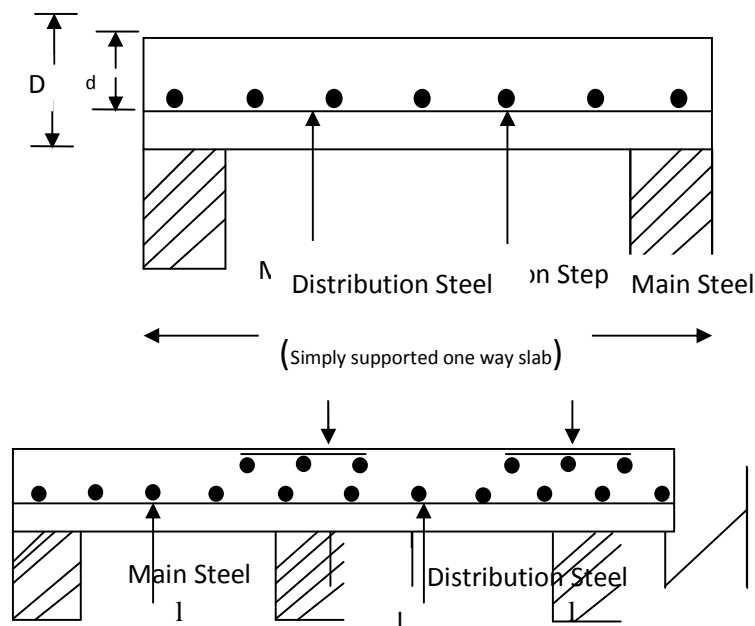 D
d
Distribution Steel on Step Main Steel
(Simply supported one way slab)
Main Steel Distribution Steel
l l